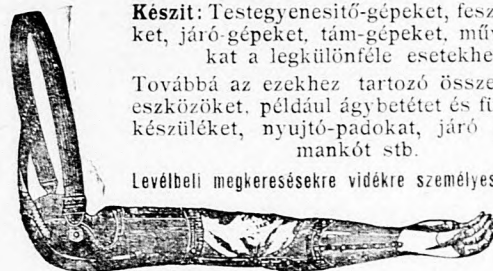 Készit: Testegyenesitő-gépeket, fesz
ket, járó-gépeket, tám-gépeket, műv
kat a legkülönféle esetekhe
Továbbá az ezekhez tartozó össze
eszközöket, például ágybetétet és fü
készüléket, nyujtó-padokat, járó
mankót stb.
Levélbeli megkeresésekre vidékre személyes